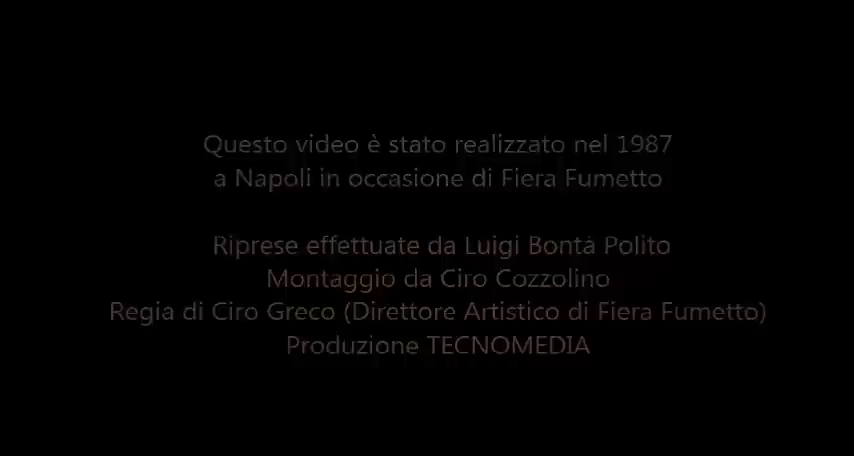 Questo video è stato realizzato nel 1987
a Napoli in occasione di Fiera Fumetto
Riprese effettuate da Luigi Bontà Polito
Montaggio da Ciro Cozzolino
Regia di Ciro Greco (Direttore Artistico di Fiera Fumetto)
Produzione TECNOMEDIA